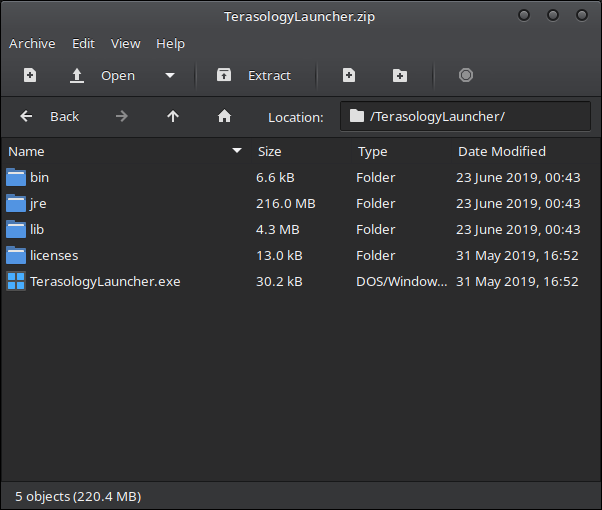 TerasologyLauncher.zip
Archive Edit View Help
Open Extract
Back Location: /TerasologyLauncher/
Name Size Type Date Modified
bin 6.6 kB Folder 23 June 2019, 00:43
jre 216.0 MB Folder 23 June 2019, 00:43
lib 4.3 MB Folder 23 June 2019, 00:43
licenses 13.0 kB Folder 31 May 2019, 16:52
TerasologyLauncher.exe 30.2 kB DOS/Window... 31 May 2019, 16:52
5 objects (220.4 MB)